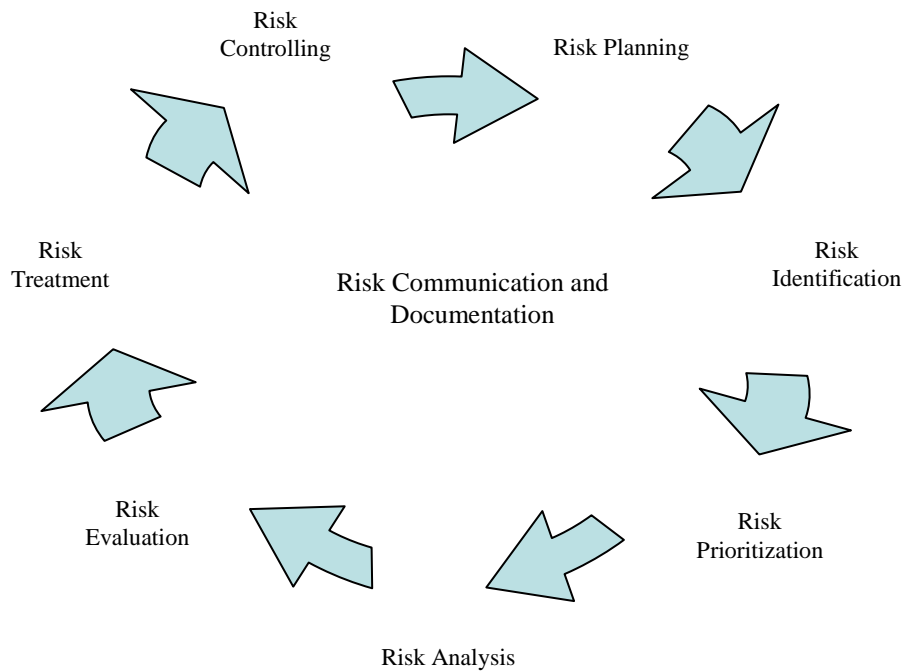 Risk
Controlling
Risk Planning
Risk
Identification
Risk
Prioritization
Risk Analysis
Risk
Evaluation
Risk
Treatment
Risk Communication and
Documentation